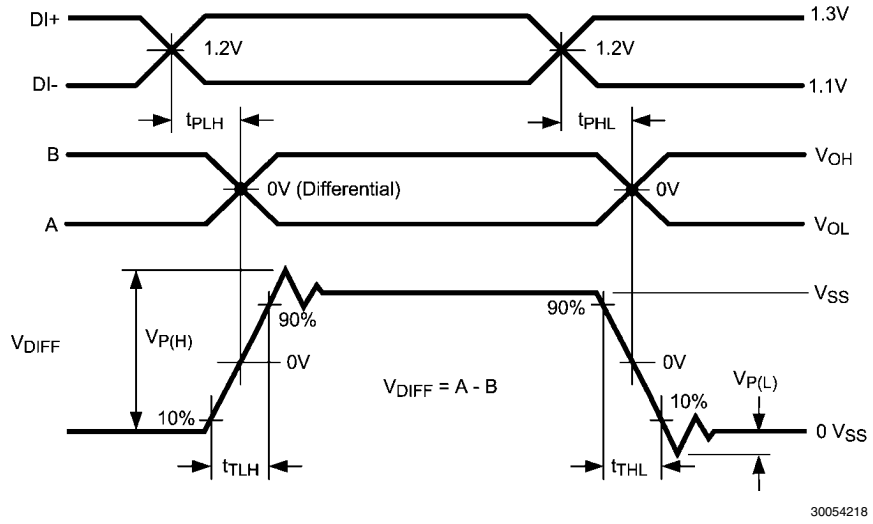 DI+ 1.3V
1.2V 1.2V
DI- 1.1V
tPLH tPHL
B VOH
0V (Differential) 0V
A VOL
VSS
90% 90%
VDIFF VP(H) 0V 0V
VDIFF = A - B VP(L)
10% 10%
0 VSS
tTLH tTHL
30054218